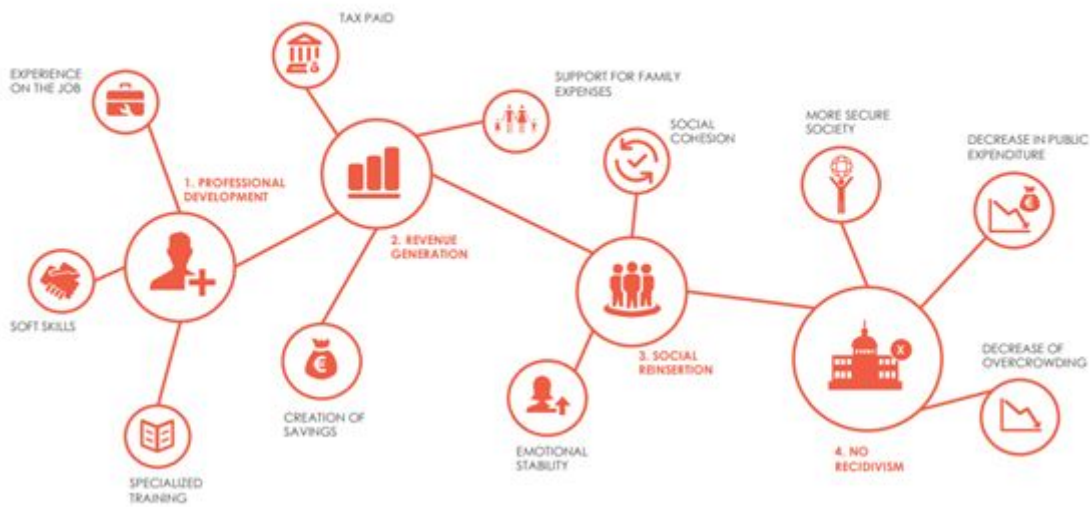 TAX PAID
EXPERIENCE
ON THE JOB
SUPPORT FOR FAMILY
EXPENSES
SOCIAL
COHESION
MORE SECURE
SOCIETY
DECREASE IN PUBLIC
EXPENDITURE
1. PROFESSIONAL
DEVELOPMENT
2. REVENUE
GENERATION
€
SOFT SKILLS
€
3. SOCIAL
REINSERTION
X
DECREASE OF
OVERCROWDING
CREATION OF
SAVINGS
EMOTIONAL
STABILITY
4. NO
RECIDIVISM
SPECIALIZED
TRAINING